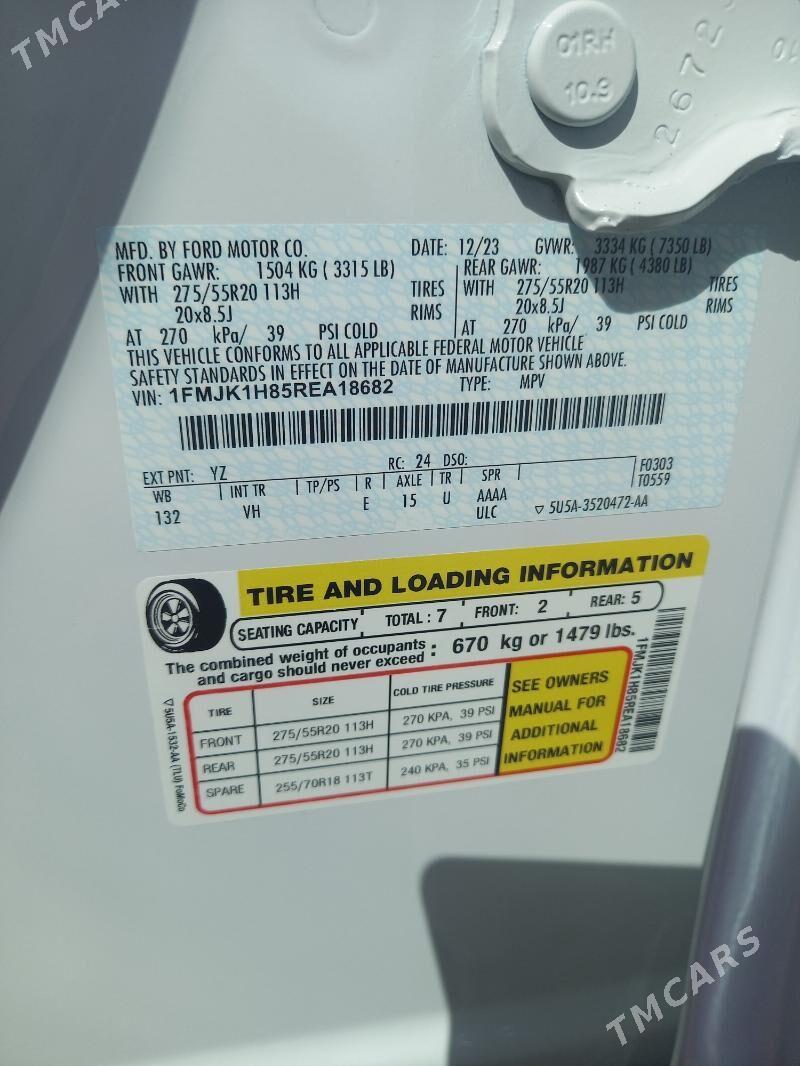 TMCARS
01RH
10.9
2672
MFD. BY FORD MOTOR CO. DATE: 12/23 GVWR: 3334 KG ( 7350 LB)
FRONT GAWR: 1504 KG ( 3315 LB) REAR GAWR: 1987 KG ( 4380 LB)
WITH 275/55R20 113H TIRES WITH 275/55R20 113H TIRES
20x8.5J RIMS 20x8.5J RIMS
AT 270 kPa/ 39 PSI COLD AT 270 kPa/ 39 PSI COLD
THIS VEHICLE CONFORMS TO ALL APPLICABLE FEDERAL MOTOR VEHICLE
SAFETY STANDARDS IN EFFECT ON THE DATE OF MANUFACTURE SHOWN ABOVE.
VIN: 1FMJK1H85REA18682 TYPE: MPV
EXT PNT: YZ RC: 24 DSO: F0303
WB INT TR TP/PS R AXLE TR SPR T0559
132 VH E 15 U AAAA
ULC ▽ 5U5A-3520472-AA
TIRE AND LOADING INFORMATION
SEATING CAPACITY TOTAL : 7 FRONT: 2 REAR: 5
The combined weight of occupants
and cargo should never exceed : 670 kg or 1479 lbs.
TIRE SIZE COLD TIRE PRESSURE
FRONT 275/55R20 113H 270 KPA, 39 PSI
REAR 275/55R20 113H 270 KPA, 39 PSI
SPARE 255/70R18 113T 240 KPA, 35 PSI
SEE OWNERS
MANUAL FOR
ADDITIONAL
INFORMATION
1FMJK1H85REA18682
▽ 5U5A-1532-AA (TLU) FoMoCo
TMCARS